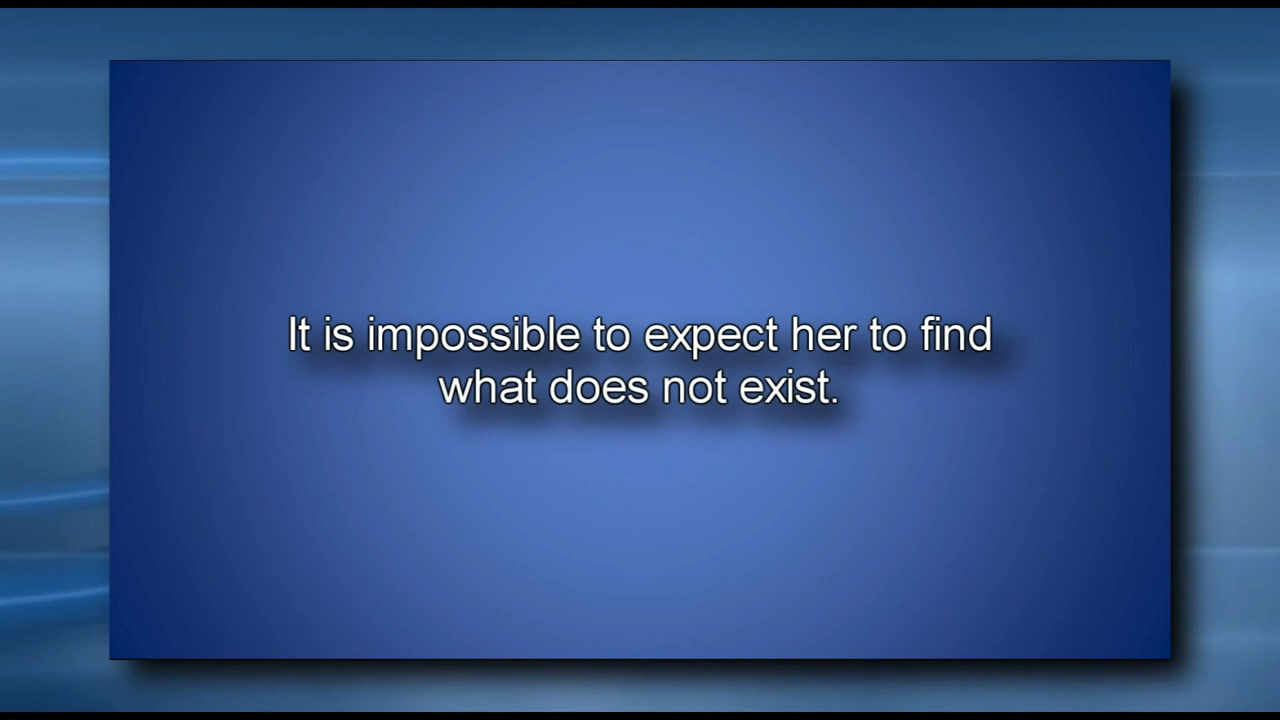 It is impossible to expect her to find
what does not exist.